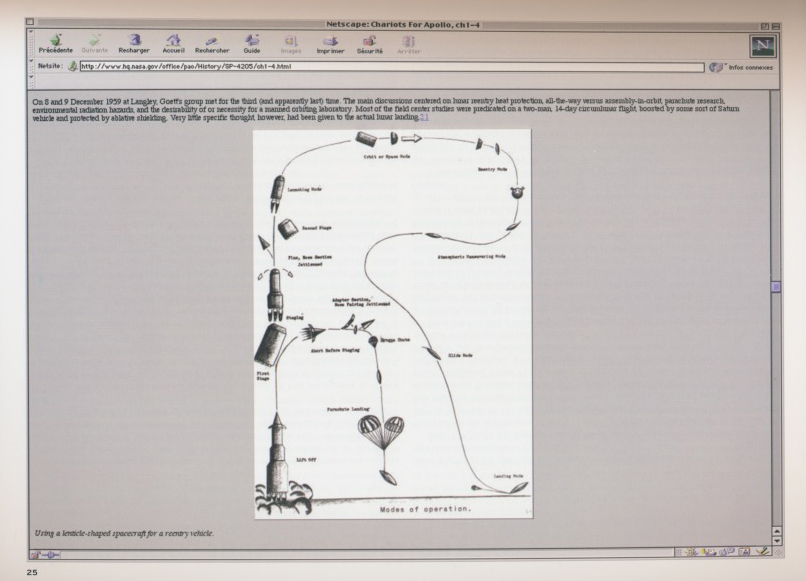 Netscape: Chariots For Apollo, ch1-4
Précédente Suivante Recharger Accueil Rechercher Guide Images Imprimer Sécurité Arrêter
Netsite: http://www.hq.nasa.gov/office/pao/History/SP-4205/ch1-4.html Infos connexes
On 8 and 9 December 1959 at Langley, Goett's group met for the third (and apparently last) time. The main discussions centered on lunar reentry heat protection, all-the-way versus assembly-in-orbit, parachute research,
environmental radiation hazards, and the desirability of or necessity for a manned orbiting laboratory. Most of the field center studies were predicated on a two-man, 14-day circumlunar flight, boosted by some sort of Saturn
vehicle and protected by ablative shielding. Very little specific thought, however, had been given to the actual lunar landing.21
Orbit or Space Mode
Reentry Mode
Launching Mode
Second Stage
Fins, Nose Section
Jettisoned
Atmospheric Maneuvering Mode
Adapter Section,
Nose Fairing Jettisoned
Staging
Drogue Chute
Abort Before Staging
Glide Mode
First
Stage
Parachute Landing
Lift Off
Landing Mode
Modes of operation.
Using a lenticle-shaped spacecraft for a reentry vehicle.
25